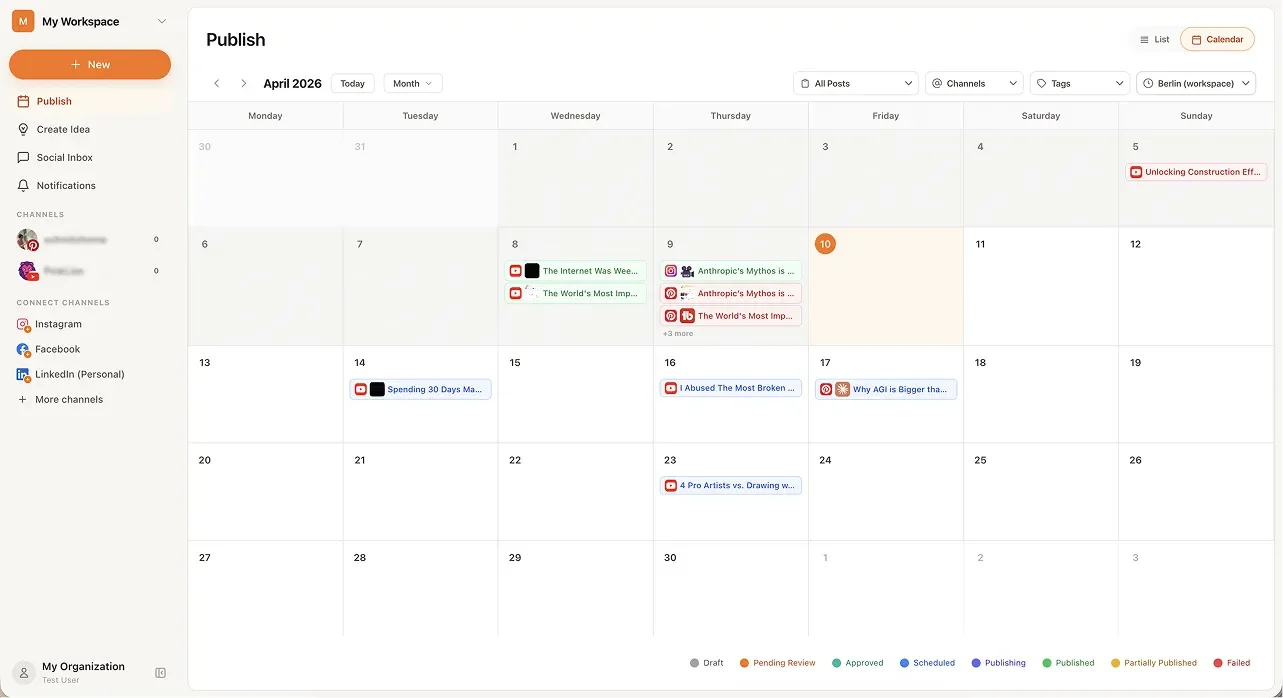 M My Workspace
+ New
Publish
Create Idea
Social Inbox
Notifications
CHANNELS
0
0
CONNECT CHANNELS
Instagram
Facebook
LinkedIn (Personal)
+ More channels
My Organization
Test User
Publish
List
Calendar
April 2026
Today
Month
All Posts
Channels
Tags
Berlin (workspace)
Monday Tuesday Wednesday Thursday Friday Saturday Sunday
30 31 1 2 3 4 5
Unlocking Construction Eff...
6 7 8 9 10 11 12
The Internet Was Wee...
The World's Most Imp...
Anthropic's Mythos is ...
Anthropic's Mythos is ...
The World's Most Imp...
+3 more
13 14 15 16 17 18 19
Spending 30 Days Ma...
I Abused The Most Broken ...
Why AGI is Bigger tha...
20 21 22 23 24 25 26
4 Pro Artists vs. Drawing w...
27 28 29 30 1 2 3
Draft Pending Review Approved Scheduled Publishing Published Partially Published Failed